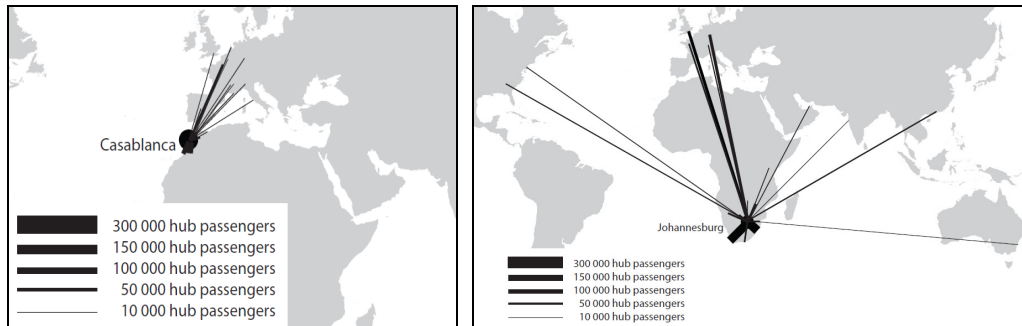 Casablanca
300 000 hub passengers
150 000 hub passengers
100 000 hub passengers
50 000 hub passengers
10 000 hub passengers
Johannesburg
300 000 hub passengers
150 000 hub passengers
100 000 hub passengers
50 000 hub passengers
10 000 hub passengers